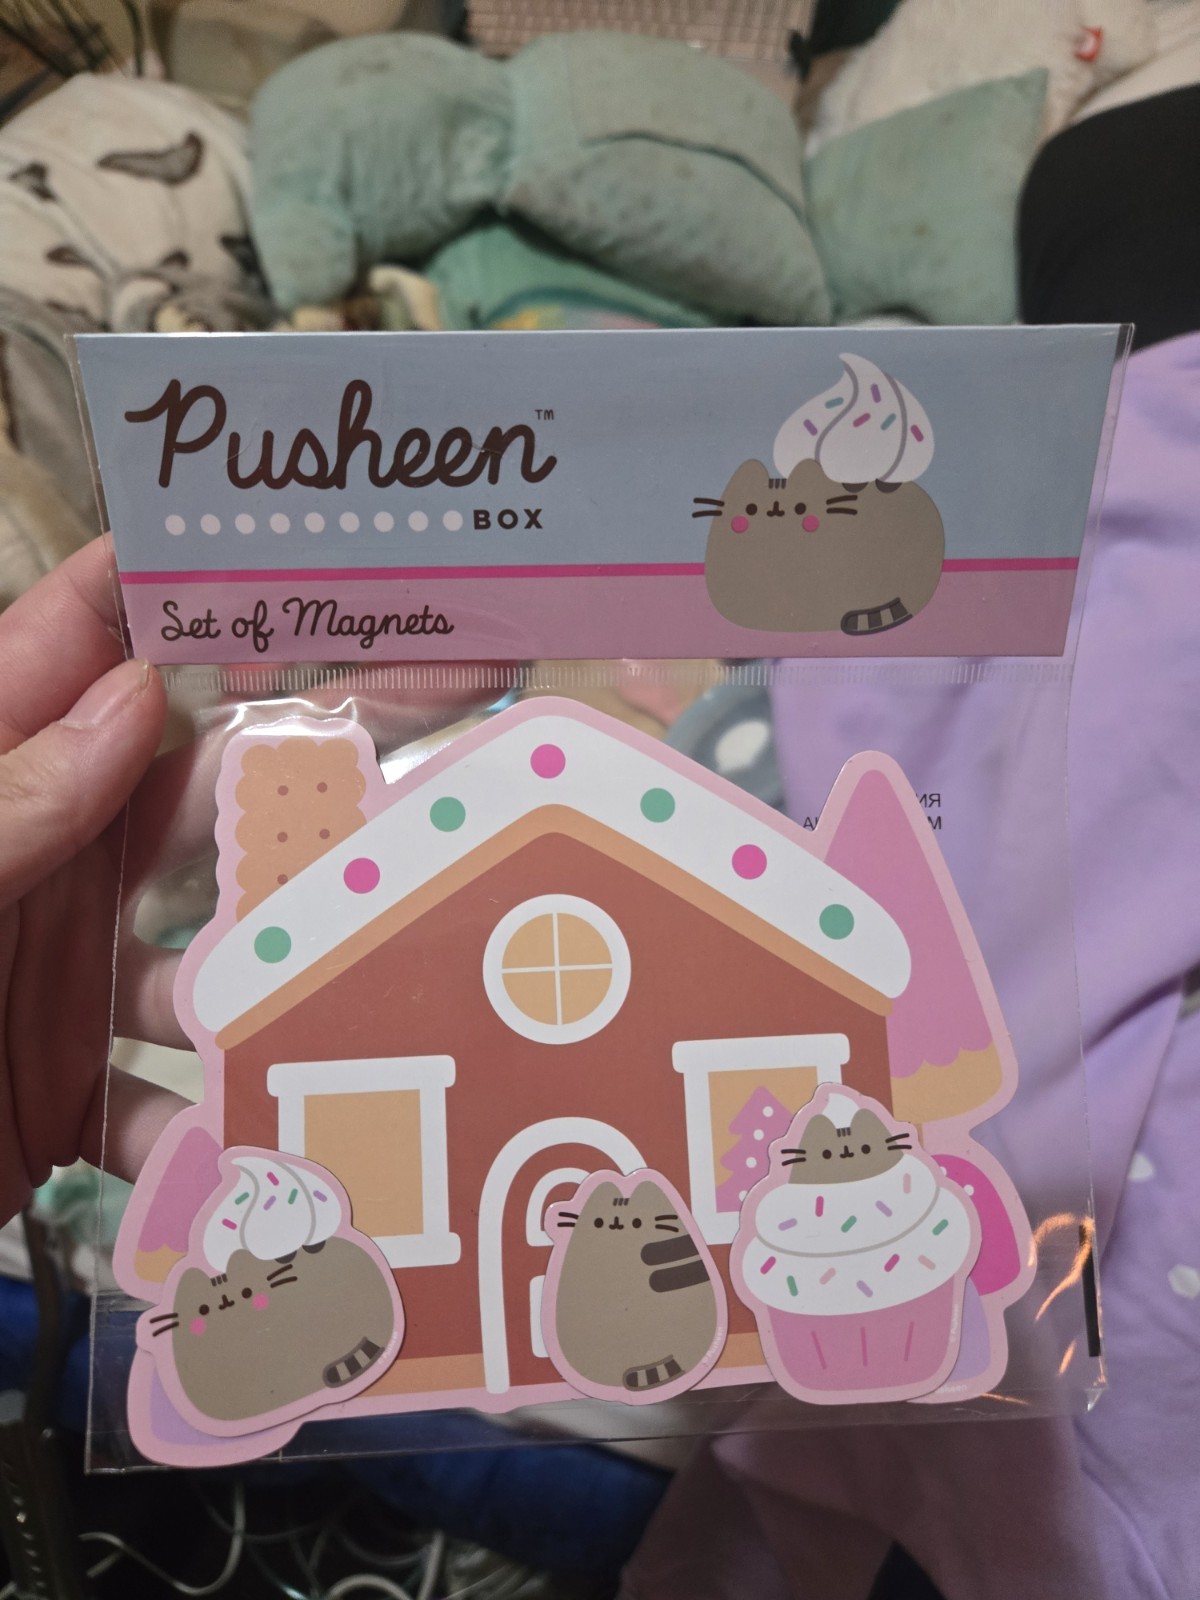 Pusheen™
BOX
Set of Magnets